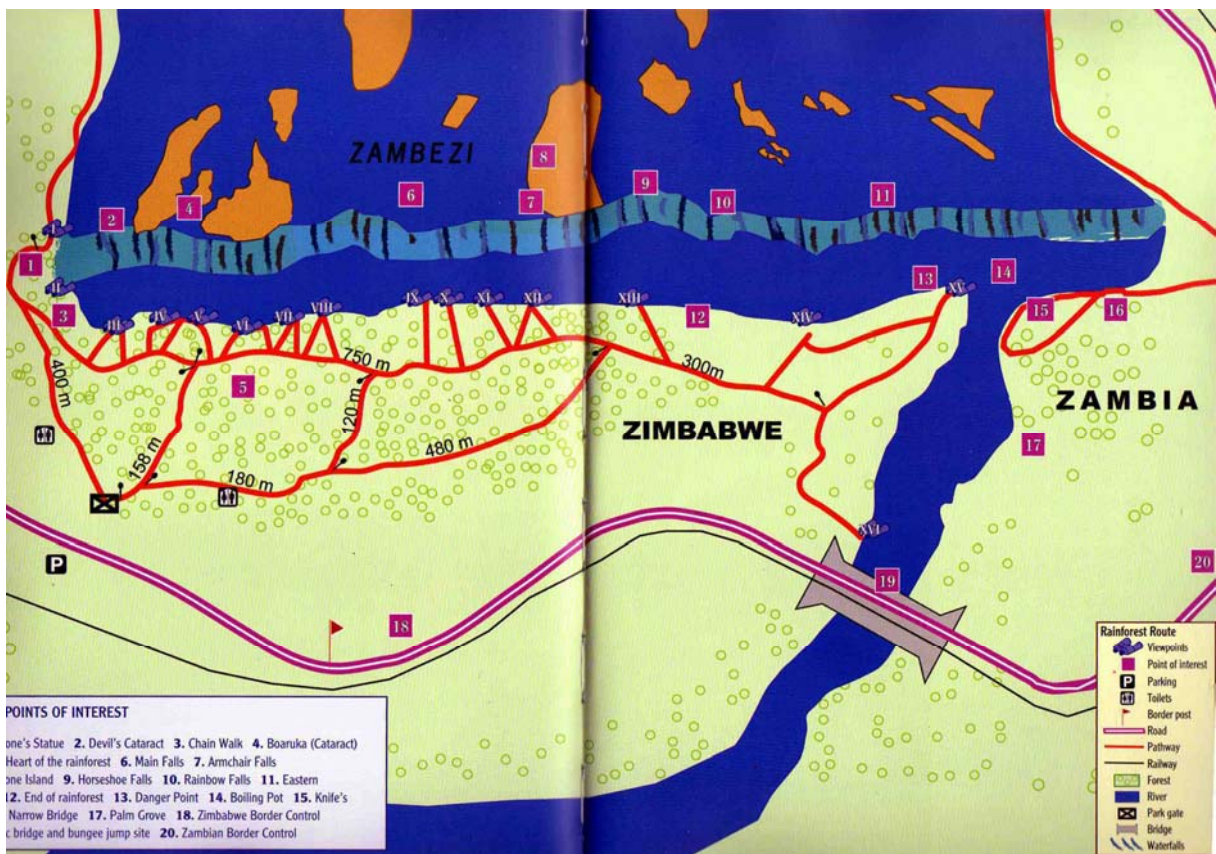 ZAMBEZI
8
9
2
4
6
7
10
11
I
1
II
3
III
IV
V
VI
VII
VIII
IX
X
XI
XII
XIII
12
XIV
13
XV
14
15
16
400 m
750 m
300m
5
120 m
158 m
180 m
480 m
ZIMBABWE
ZAMBIA
17
XVI
P
18
19
20
POINTS OF INTEREST
one's Statue 2. Devil's Cataract 3. Chain Walk 4. Boaruka (Cataract)
Heart of the rainforest 6. Main Falls 7. Armchair Falls
one Island 9. Horseshoe Falls 10. Rainbow Falls 11. Eastern
12. End of rainforest 13. Danger Point 14. Boiling Pot 15. Knife's
Narrow Bridge 17. Palm Grove 18. Zimbabwe Border Control
c bridge and bungee jump site 20. Zambian Border Control
Rainforest Route
Viewpoints
Point of interest
P Parking
Toilets
Border post
Road
Pathway
Railway
Forest
River
Park gate
Bridge
Waterfalls